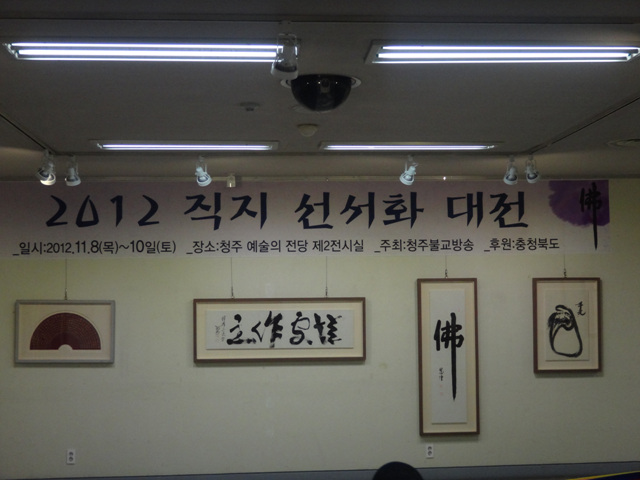 2012 직지 선서화 대전
佛
_일시:2012.11.8(목)~10일(토) _장소:청주 예술의 전당 제2전시실 _주최:청주불교방송 _후원:충청북도
佛